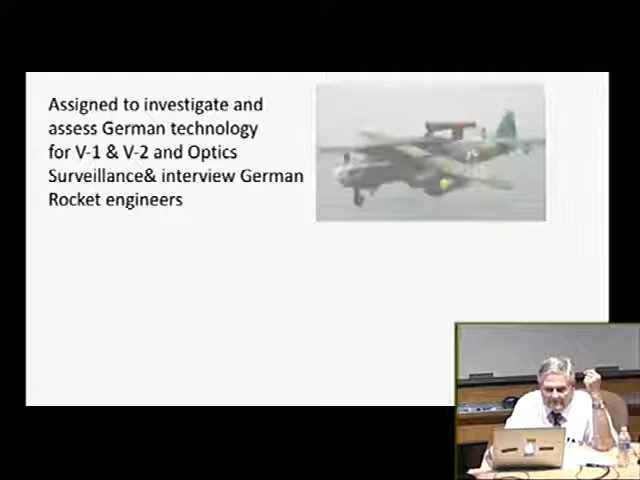 Assigned to investigate and
assess German technology
for V-1 & V-2 and Optics
Surveillance& interview German
Rocket engineers